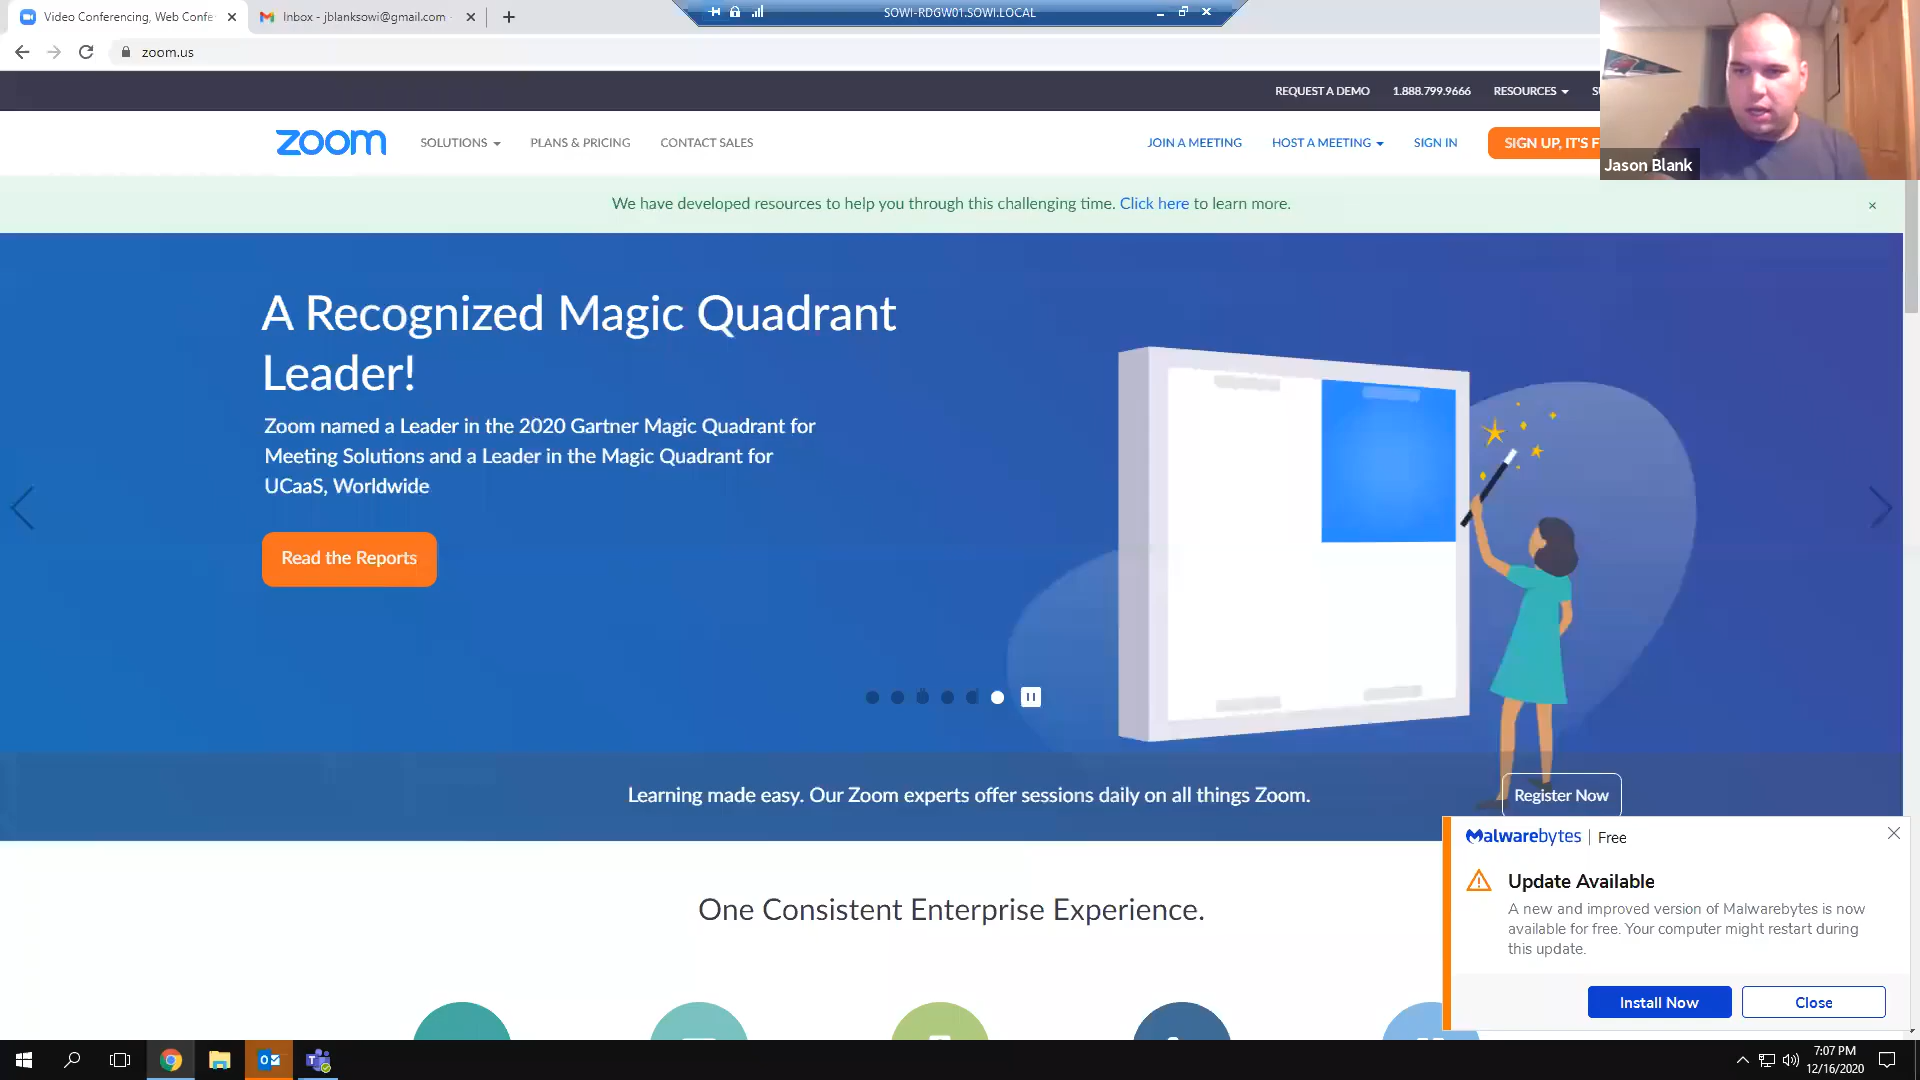 Video Conferencing, Web Confe
Inbox - jblanksowi@gmail.com
SOWI-RDGW01.SOWI.LOCAL
zoom.us
REQUEST A DEMO
1.888.799.9666
RESOURCES
zoom
SOLUTIONS
PLANS & PRICING
CONTACT SALES
JOIN A MEETING
HOST A MEETING
SIGN IN
SIGN UP, IT'S F
Jason Blank
We have developed resources to help you through this challenging time. Click here to learn more.
A Recognized Magic Quadrant
Leader!
Zoom named a Leader in the 2020 Gartner Magic Quadrant for
Meeting Solutions and a Leader in the Magic Quadrant for
UCaaS, Worldwide
Read the Reports
Learning made easy. Our Zoom experts offer sessions daily on all things Zoom.
Register Now
One Consistent Enterprise Experience.
Malwarebytes | Free
Update Available
A new and improved version of Malwarebytes is now
available for free. Your computer might restart during
this update.
Install Now
Close
7:07 PM
12/16/2020